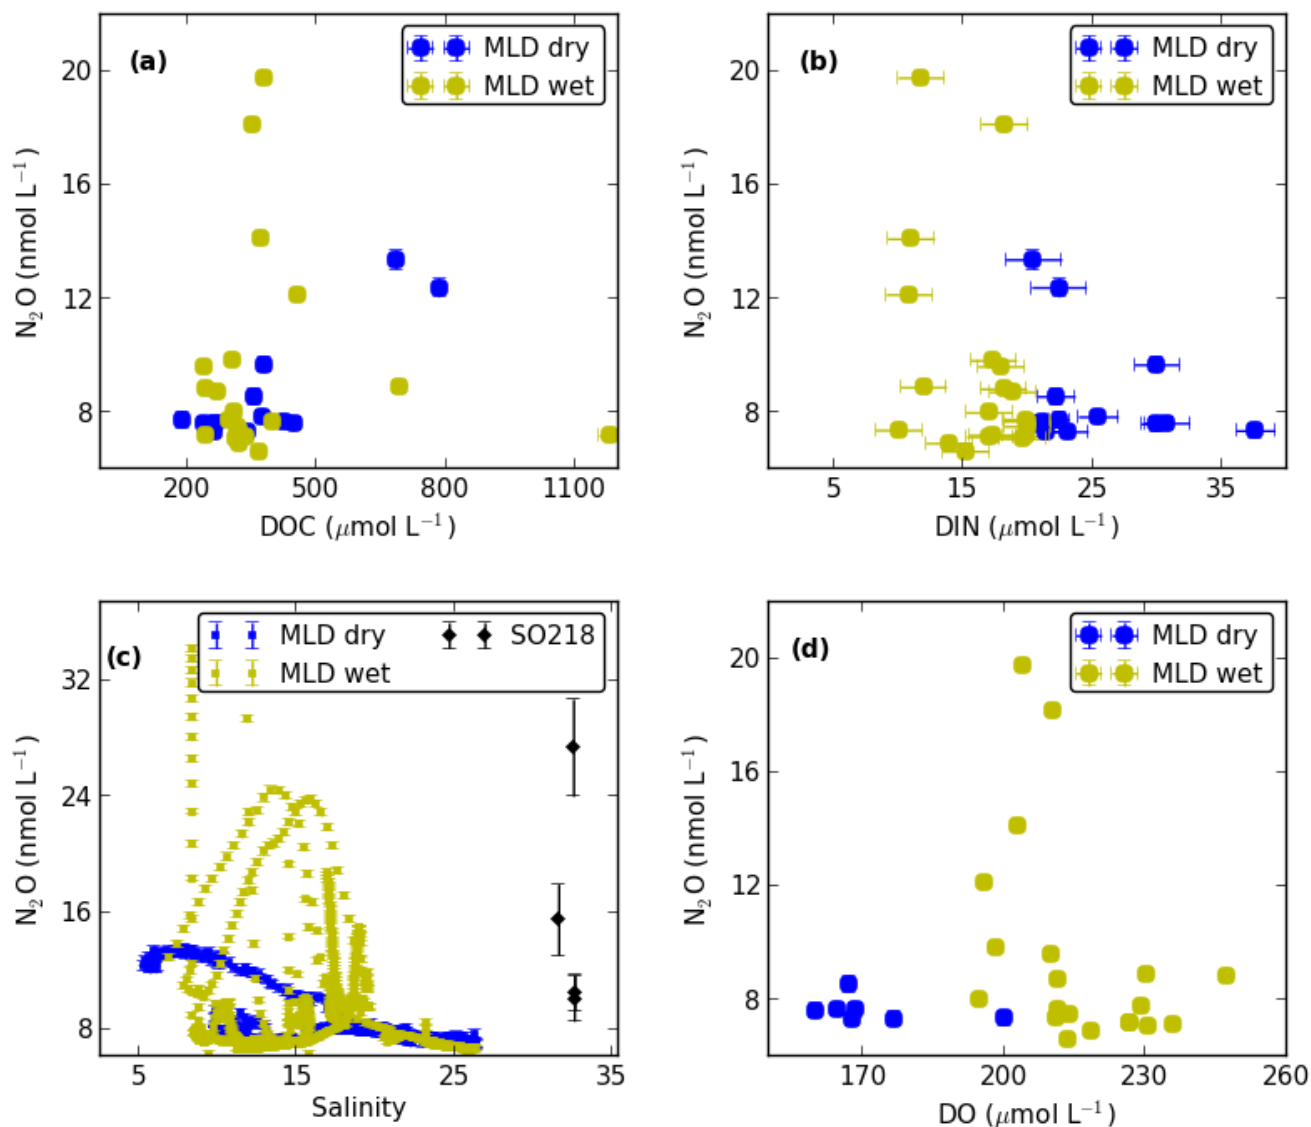 (a)
MLD dry
MLD wet
20
16
12
8
N₂O (nmol L⁻¹)
200 500 800 1100
DOC (μmol L⁻¹)
(b)
MLD dry
MLD wet
20
16
12
8
N₂O (nmol L⁻¹)
5 15 25 35
DIN (μmol L⁻¹)
(c)
MLD dry
MLD wet
SO218
32
24
16
8
N₂O (nmol L⁻¹)
5 15 25 35
Salinity
(d)
MLD dry
MLD wet
20
16
12
8
N₂O (nmol L⁻¹)
170 200 230 260
DO (μmol L⁻¹)